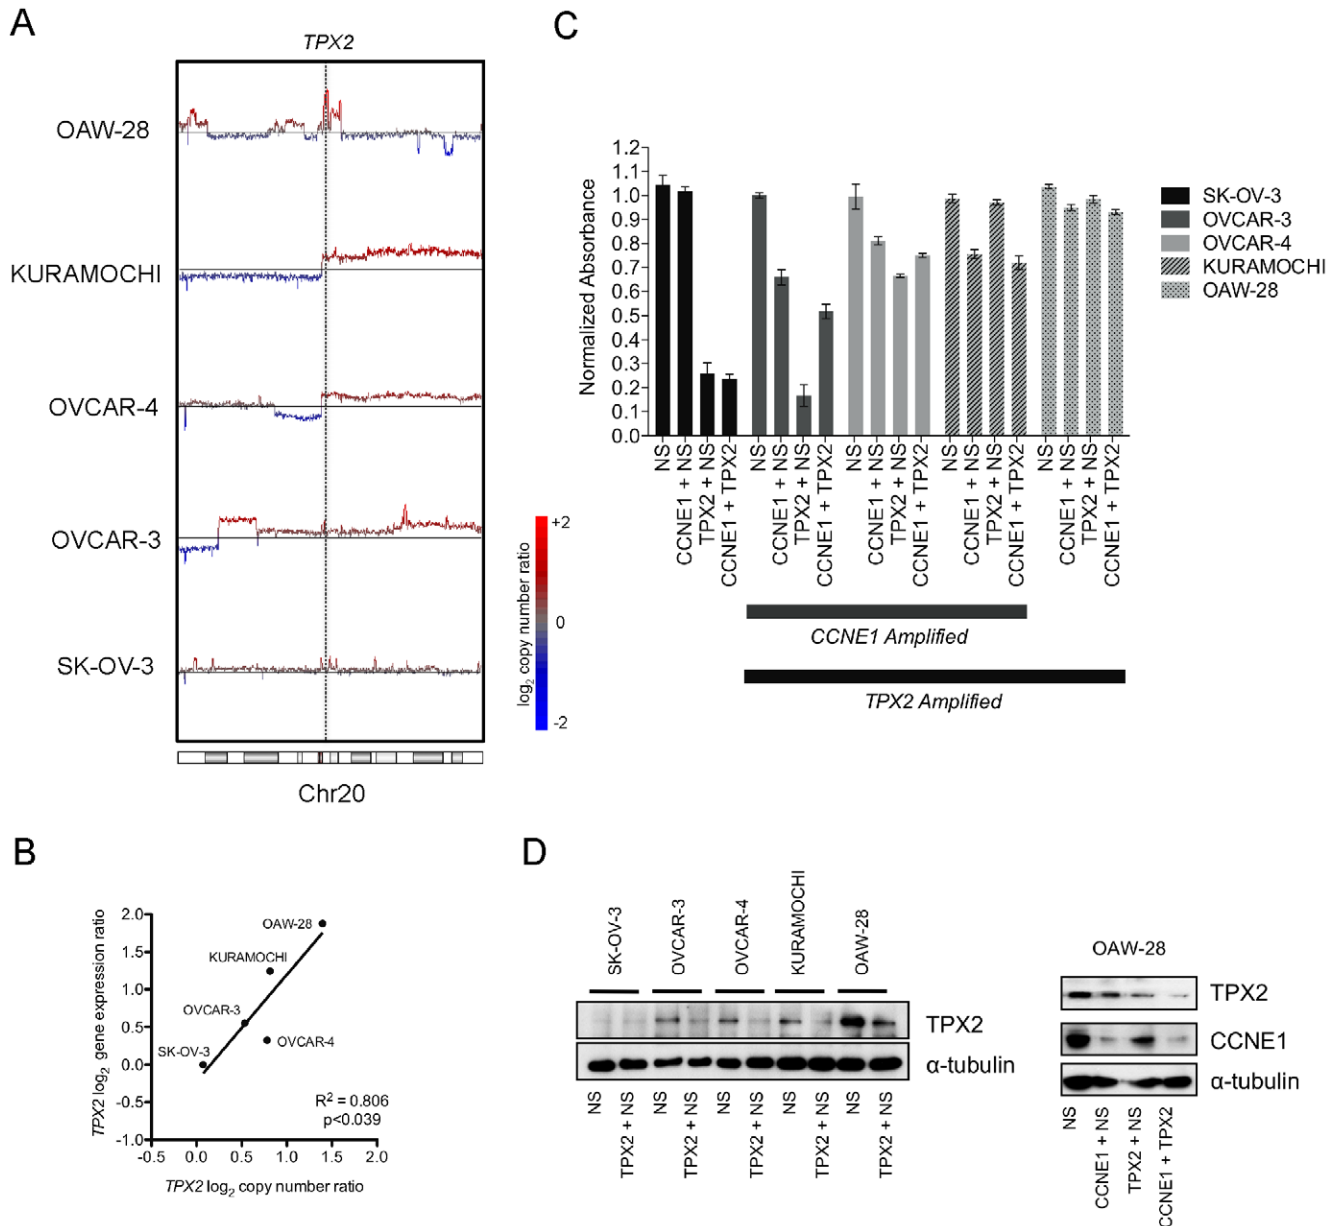 A
TPX2
OAW-28
KURAMOCHI
OVCAR-4
OVCAR-3
SK-OV-3
log2 copy number ratio
+2
0
-2
Chr20
C
Normalized Absorbance
1.2
1.1
1.0
0.9
0.8
0.7
0.6
0.5
0.4
0.3
0.2
0.1
0.0
NS
CCNE1 + NS
TPX2 + NS
CCNE1 + TPX2
NS
CCNE1 + NS
TPX2 + NS
CCNE1 + TPX2
NS
CCNE1 + NS
TPX2 + NS
CCNE1 + TPX2
NS
CCNE1 + NS
TPX2 + NS
CCNE1 + TPX2
NS
CCNE1 + NS
TPX2 + NS
CCNE1 + TPX2
SK-OV-3
OVCAR-3
OVCAR-4
KURAMOCHI
OAW-28
CCNE1 Amplified
TPX2 Amplified
B
TPX2 log2 gene expression ratio
2.0
1.5
1.0
0.5
0.0
-0.5
-1.0
OAW-28
KURAMOCHI
OVCAR-3
OVCAR-4
SK-OV-3
R2 = 0.806
p<0.039
-0.5 0.0 0.5 1.0 1.5 2.0
TPX2 log2 copy number ratio
D
SK-OV-3
OVCAR-3
OVCAR-4
KURAMOCHI
OAW-28
TPX2
α-tubulin
NS
TPX2 + NS
NS
TPX2 + NS
NS
TPX2 + NS
NS
TPX2 + NS
NS
TPX2 + NS
OAW-28
TPX2
CCNE1
α-tubulin
NS
CCNE1 + NS
TPX2 + NS
CCNE1 + TPX2